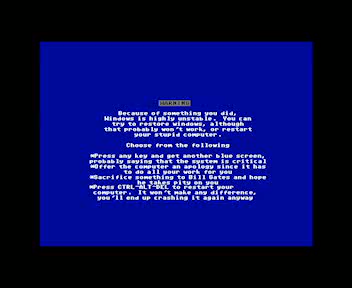 WARNING
Because of something you did,
Windows is highly unstable. You can
try to restore windows, although
that probably won't work, or restart
your stupid computer.
Choose from the following
*Press any key and get another blue screen,
probably saying that the system is critical
*Offer the computer an apology since it has
to do all your work for you
*Sacrifice something to Bill Gates and hope
he takes pity on you
*Press CTRL-ALT-DEL to restart your
computer. It won't make any difference,
you'll end up crashing it again anyway